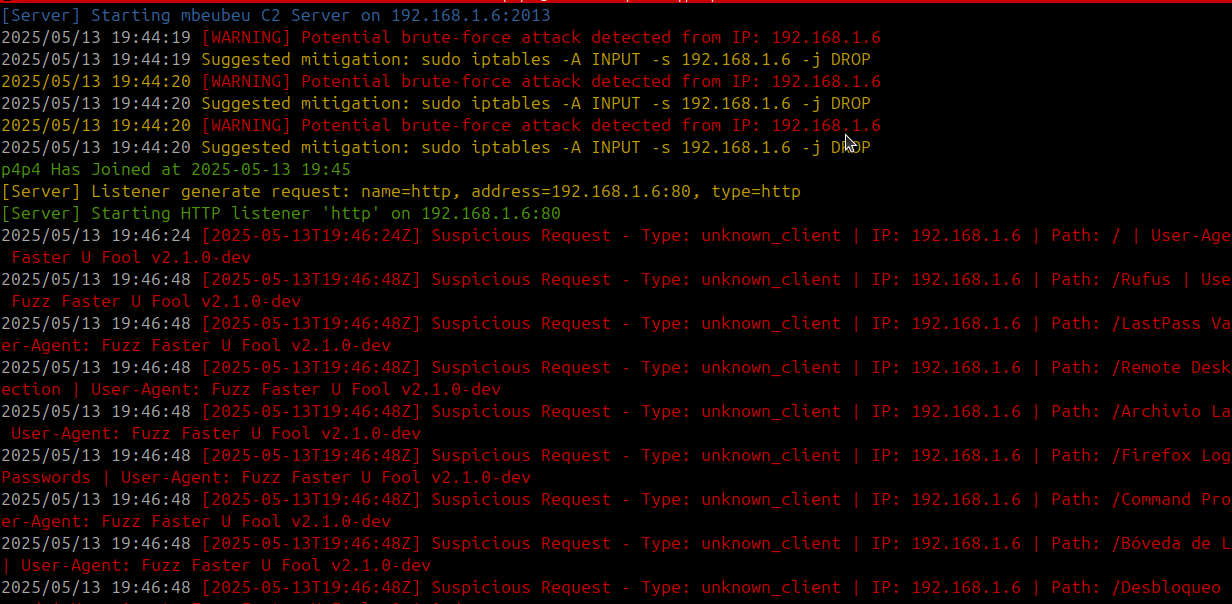 [Server] Starting mbeubeu C2 Server on 192.168.1.6:2013
2025/05/13 19:44:19 [WARNING] Potential brute-force attack detected from IP: 192.168.1.6
2025/05/13 19:44:19 Suggested mitigation: sudo iptables -A INPUT -s 192.168.1.6 -j DROP
2025/05/13 19:44:20 [WARNING] Potential brute-force attack detected from IP: 192.168.1.6
2025/05/13 19:44:20 Suggested mitigation: sudo iptables -A INPUT -s 192.168.1.6 -j DROP
2025/05/13 19:44:20 [WARNING] Potential brute-force attack detected from IP: 192.168.1.6
2025/05/13 19:44:20 Suggested mitigation: sudo iptables -A INPUT -s 192.168.1.6 -j DROP
p4p4 Has Joined at 2025-05-13 19:45
[Server] Listener generate request: name=http, address=192.168.1.6:80, type=http
[Server] Starting HTTP listener 'http' on 192.168.1.6:80
2025/05/13 19:46:24 [2025-05-13T19:46:24Z] Suspicious Request - Type: unknown_client | IP: 192.168.1.6 | Path: / | User-Age
Faster U Fool v2.1.0-dev
2025/05/13 19:46:48 [2025-05-13T19:46:48Z] Suspicious Request - Type: unknown_client | IP: 192.168.1.6 | Path: /Rufus | Use
Fuzz Faster U Fool v2.1.0-dev
2025/05/13 19:46:48 [2025-05-13T19:46:48Z] Suspicious Request - Type: unknown_client | IP: 192.168.1.6 | Path: /LastPass Va
er-Agent: Fuzz Faster U Fool v2.1.0-dev
2025/05/13 19:46:48 [2025-05-13T19:46:48Z] Suspicious Request - Type: unknown_client | IP: 192.168.1.6 | Path: /Remote Desk
ection | User-Agent: Fuzz Faster U Fool v2.1.0-dev
2025/05/13 19:46:48 [2025-05-13T19:46:48Z] Suspicious Request - Type: unknown_client | IP: 192.168.1.6 | Path: /Archivio La
User-Agent: Fuzz Faster U Fool v2.1.0-dev
2025/05/13 19:46:48 [2025-05-13T19:46:48Z] Suspicious Request - Type: unknown_client | IP: 192.168.1.6 | Path: /Firefox Log
Passwords | User-Agent: Fuzz Faster U Fool v2.1.0-dev
2025/05/13 19:46:48 [2025-05-13T19:46:48Z] Suspicious Request - Type: unknown_client | IP: 192.168.1.6 | Path: /Command Pro
er-Agent: Fuzz Faster U Fool v2.1.0-dev
2025/05/13 19:46:48 [2025-05-13T19:46:48Z] Suspicious Request - Type: unknown_client | IP: 192.168.1.6 | Path: /Bóveda de L
| User-Agent: Fuzz Faster U Fool v2.1.0-dev
2025/05/13 19:46:48 [2025-05-13T19:46:48Z] Suspicious Request - Type: unknown_client | IP: 192.168.1.6 | Path: /Desbloqueo